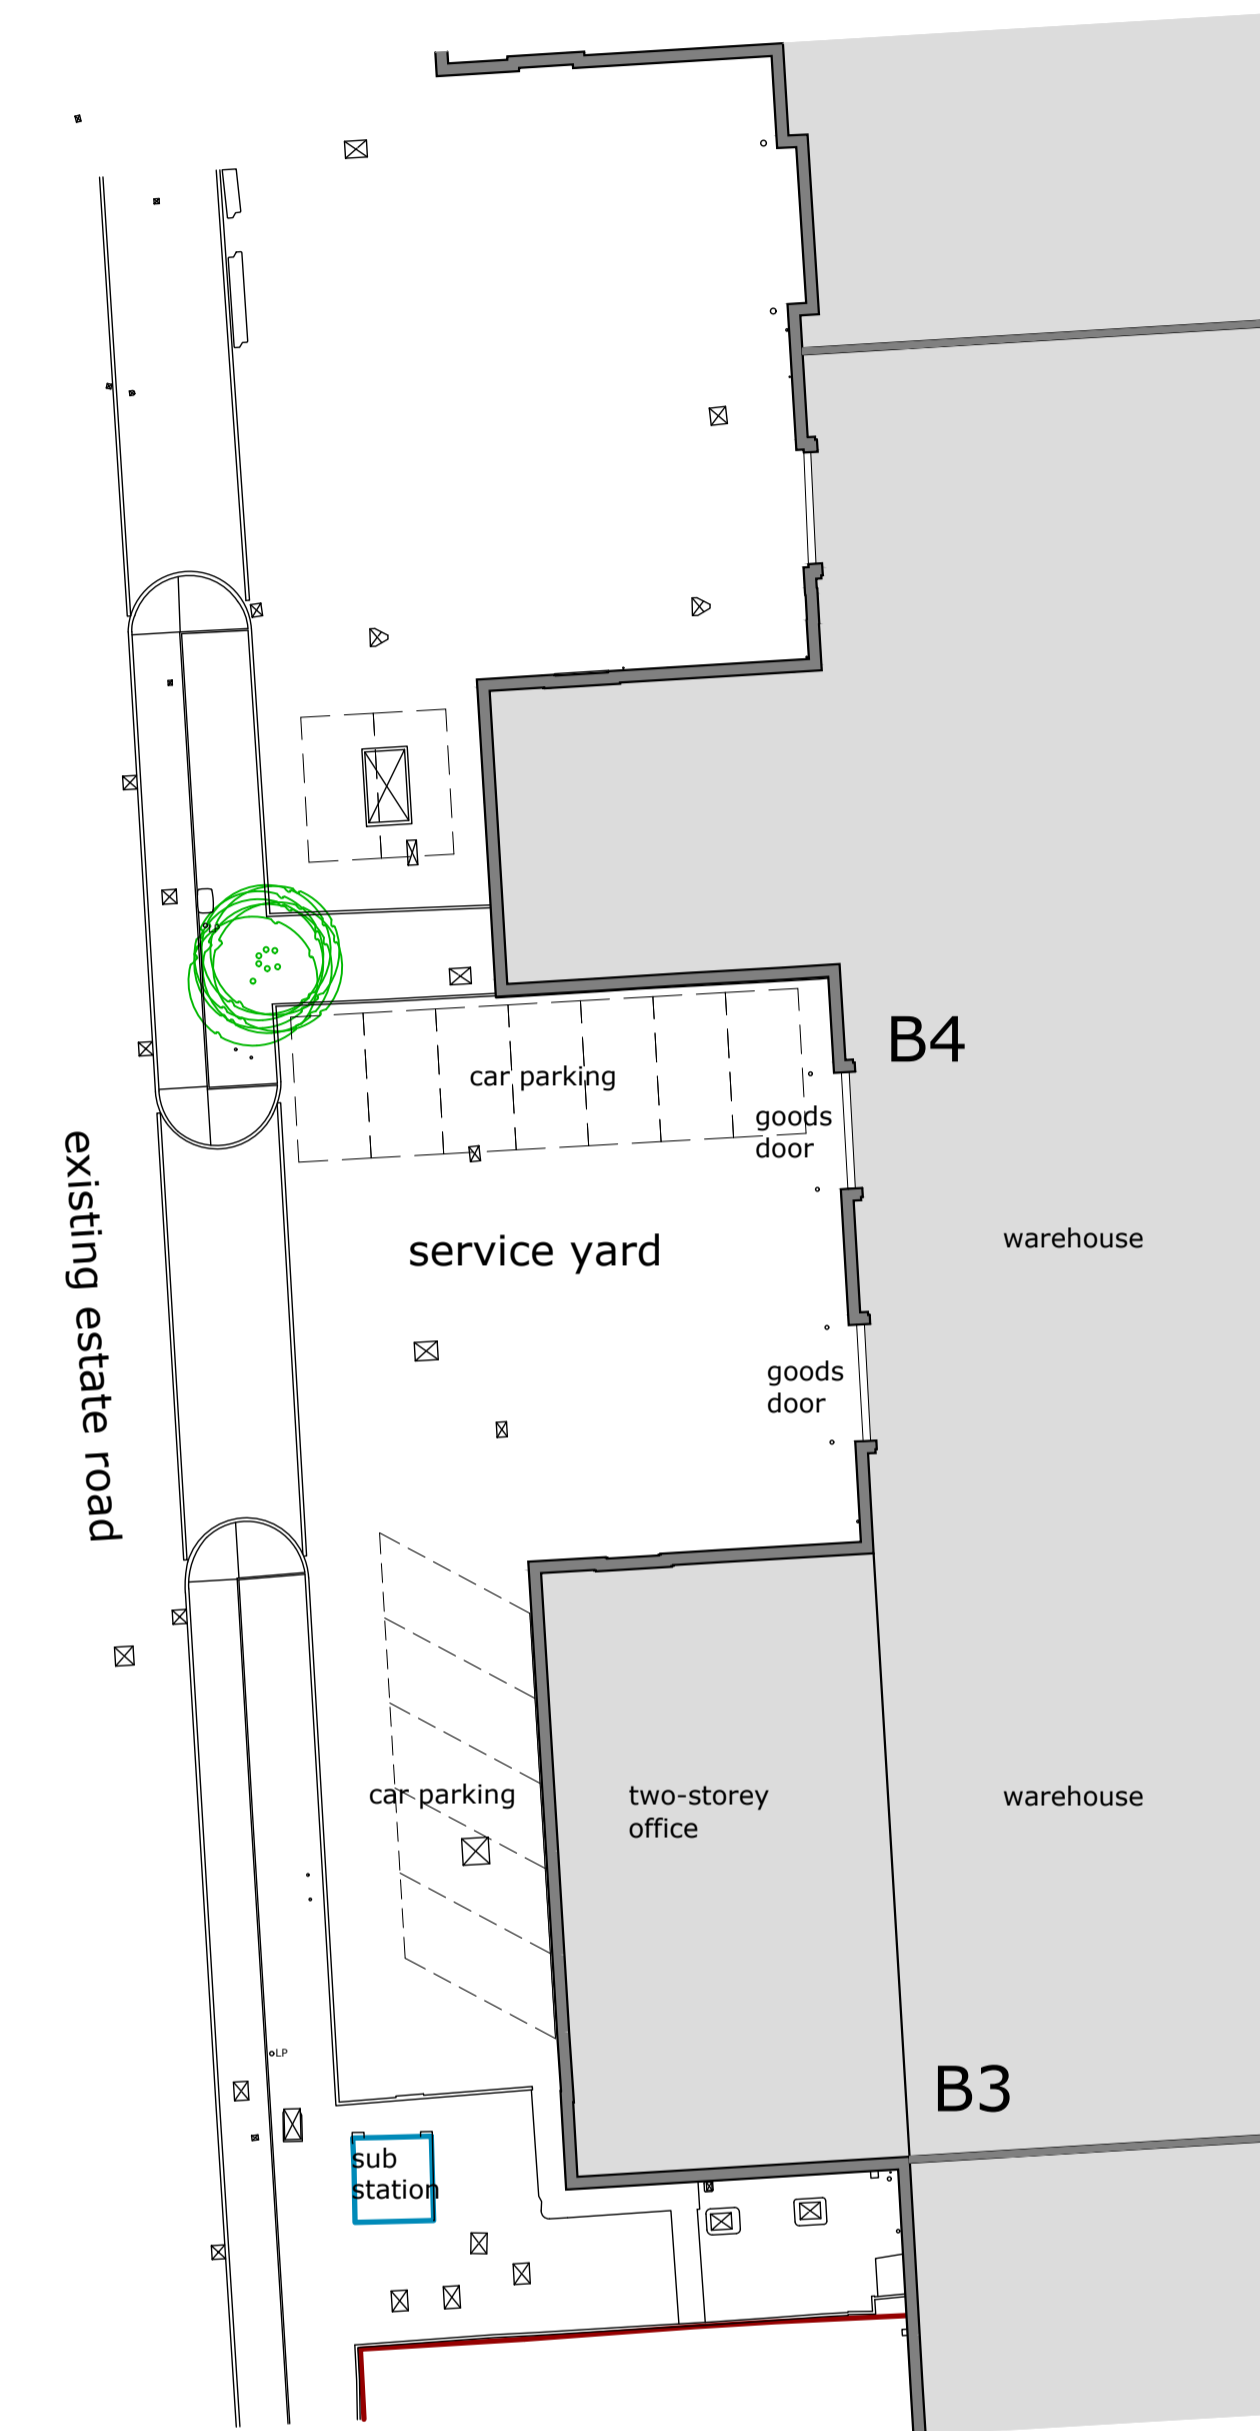 B4
car parking
goods
door
existing estate road
service yard
warehouse
goods
door
car parking
two-storey
office
warehouse
LP
B3
sub
station